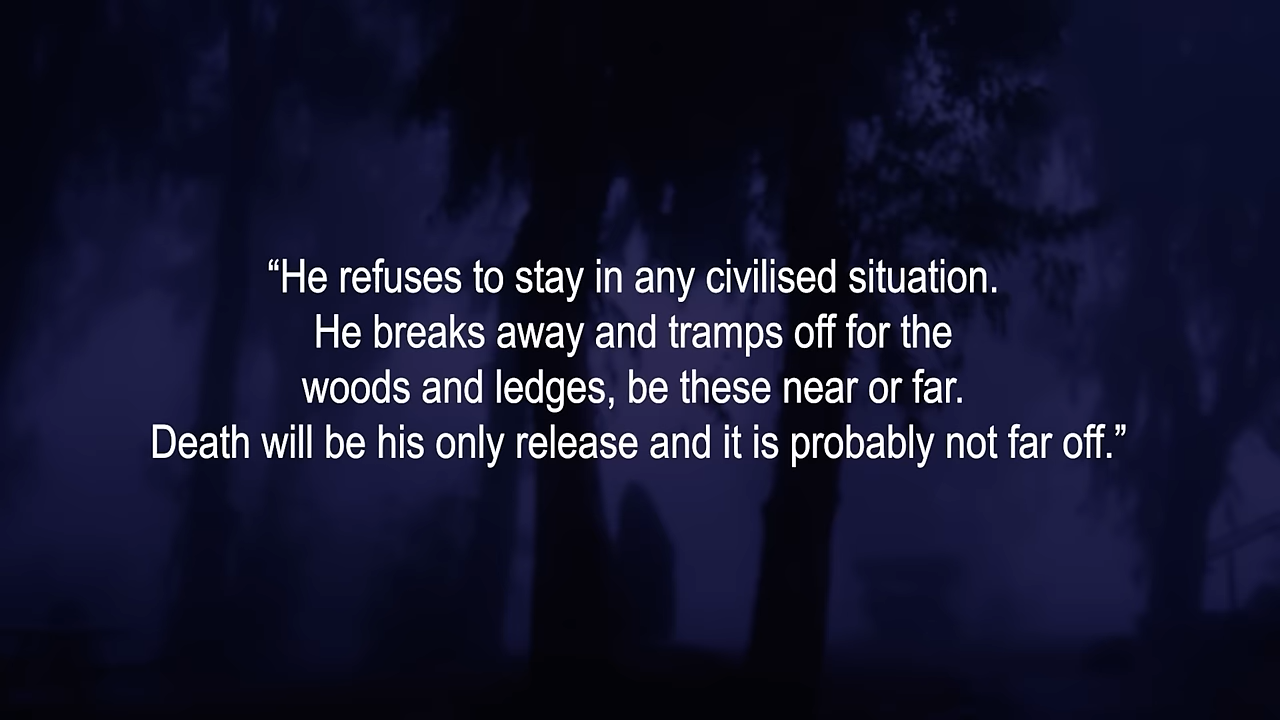 “He refuses to stay in any civilised situation.
He breaks away and tramps off for the
woods and ledges, be these near or far.
Death will be his only release and it is probably not far off.”